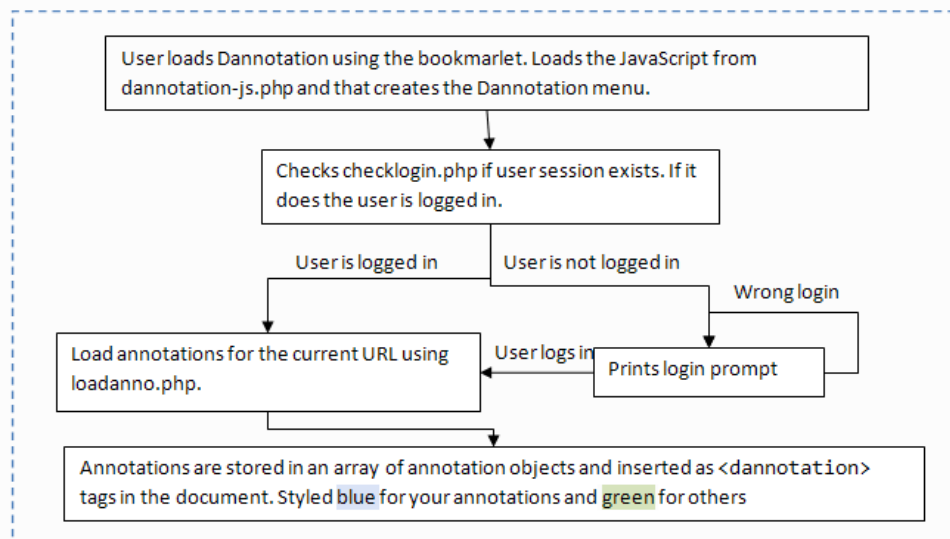 User loads Dannotation using the bookmarlet. Loads the JavaScript from
dannotation-js.php and that creates the Dannotation menu.
Checks checklogin.php if user session exists. If it
does the user is logged in.
User is logged in
User is not logged in
Wrong login
Load annotations for the current URL using
loadanno.php.
User logs in
Prints login prompt
Annotations are stored in an array of annotation objects and inserted as <dannotation>
tags in the document. Styled blue for your annotations and green for others